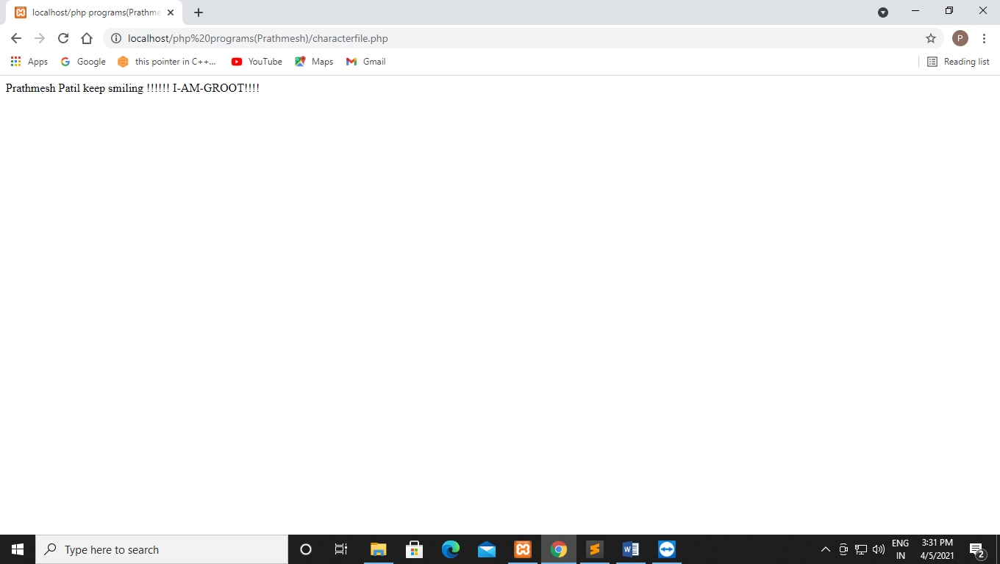 localhost/php programs(Prathme
localhost/php%20programs(Prathmesh)/characterfile.php
P
Apps Google this pointer in C++... YouTube Maps Gmail Reading list
Prathmesh Patil keep smiling !!!!!! I-AM-GROOT!!!!
Type here to search
ENG
IN
3:31 PM
4/5/2021
2